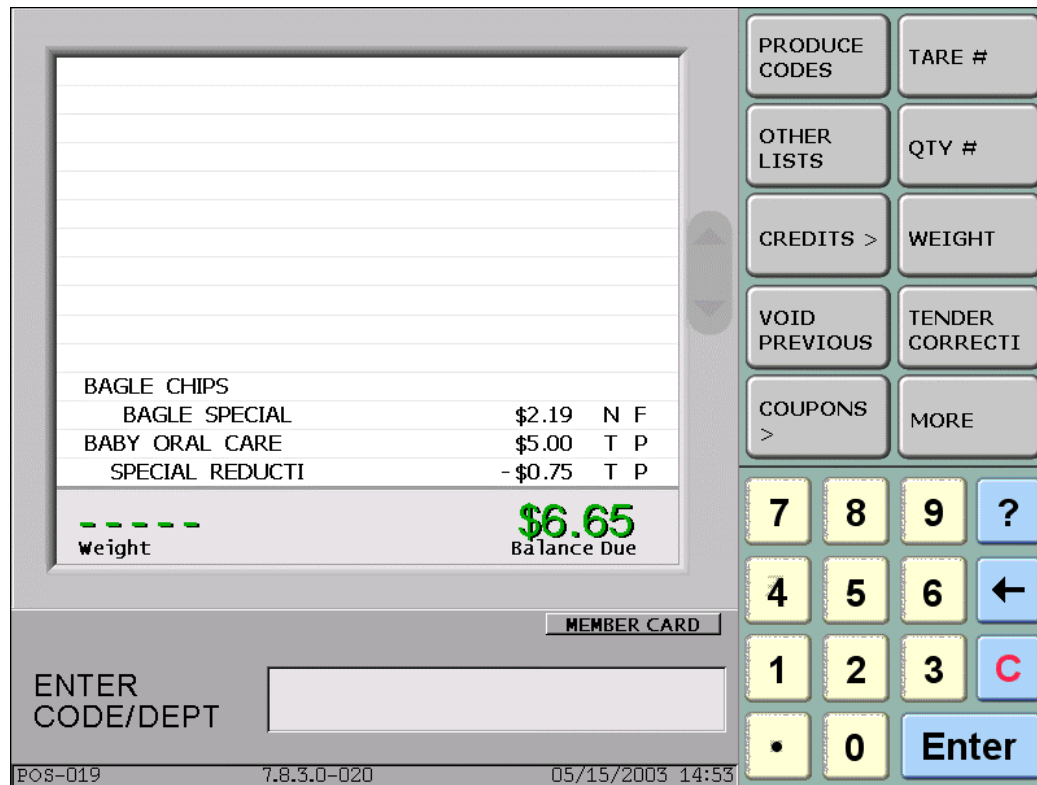 BAGLE CHIPS
BAGLE SPECIAL $2.19 N F
BABY ORAL CARE $5.00 T P
SPECIAL REDUCTI -$0.75 T P
----- $6.65
Weight Balance Due
MEMBER CARD
ENTER
CODE/DEPT
POS-019 7.8.3.0-020 05/15/2003 14:53
PRODUCE
CODES
TARE #
OTHER
LISTS
QTY #
CREDITS >
WEIGHT
VOID
PREVIOUS
TENDER
CORRECTI
COUPONS
>
MORE
7 8 9 ?
4 5 6 ←
1 2 3 C
. 0 Enter